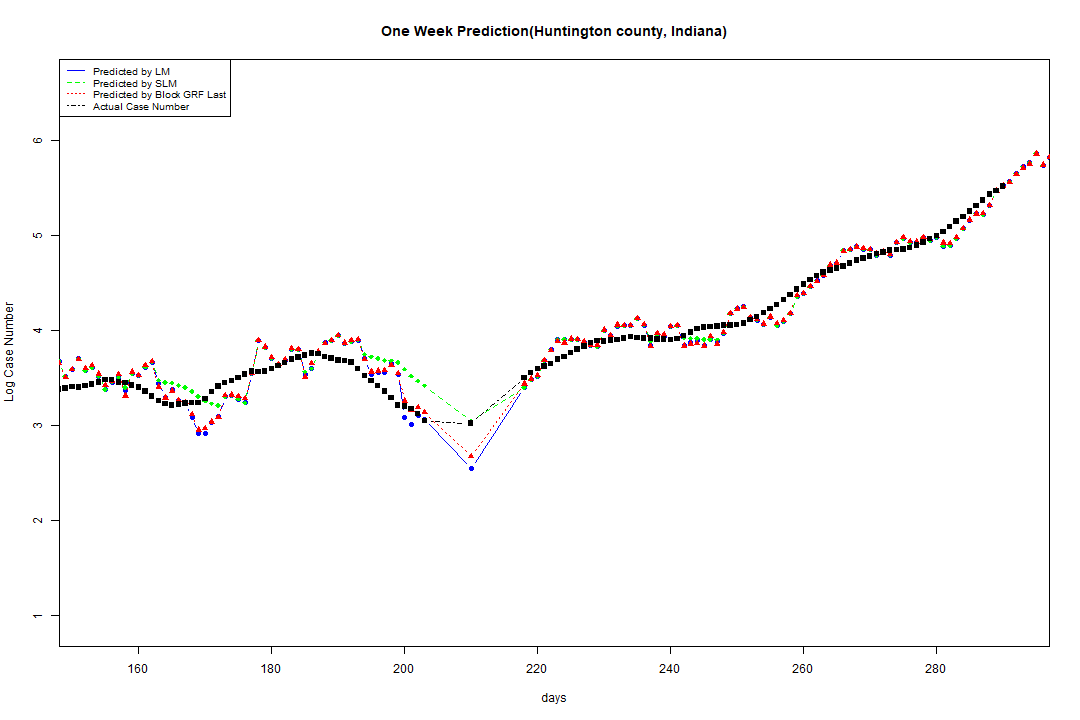 One Week Prediction(Huntington county, Indiana)
Predicted by LM
Predicted by SLM
Predicted by Block GRF Last
Actual Case Number
6
5
4
3
2
1
Log Case Number
160 180 200 220 240 260 280
days